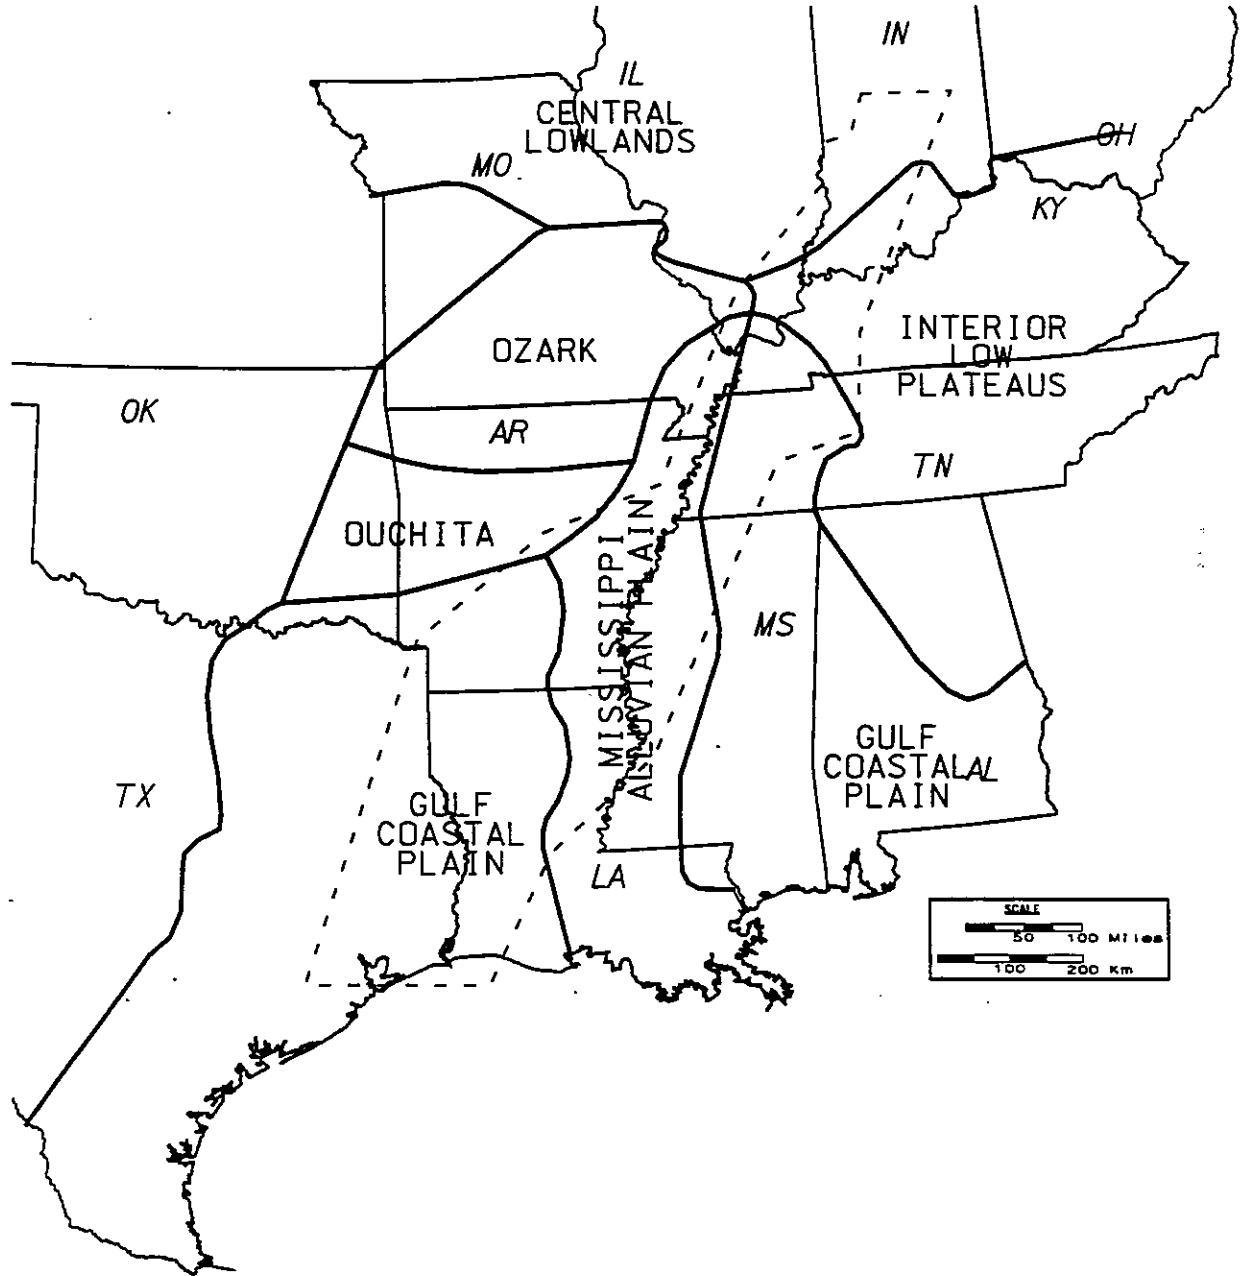 IN
IL
CENTRAL
LOWLANDS
OH
MO
KY
INTERIOR
LOW
PLATEAUS
OZARK
OK
AR
TN
OUCHITA
MISSISSIPPI
ALLUVIAN PLAIN
MS
GULF
COASTAL
PLAIN
AL
TX
GULF
COASTAL
PLAIN
LA
SCALE
50 100 Miles
100 200 Km